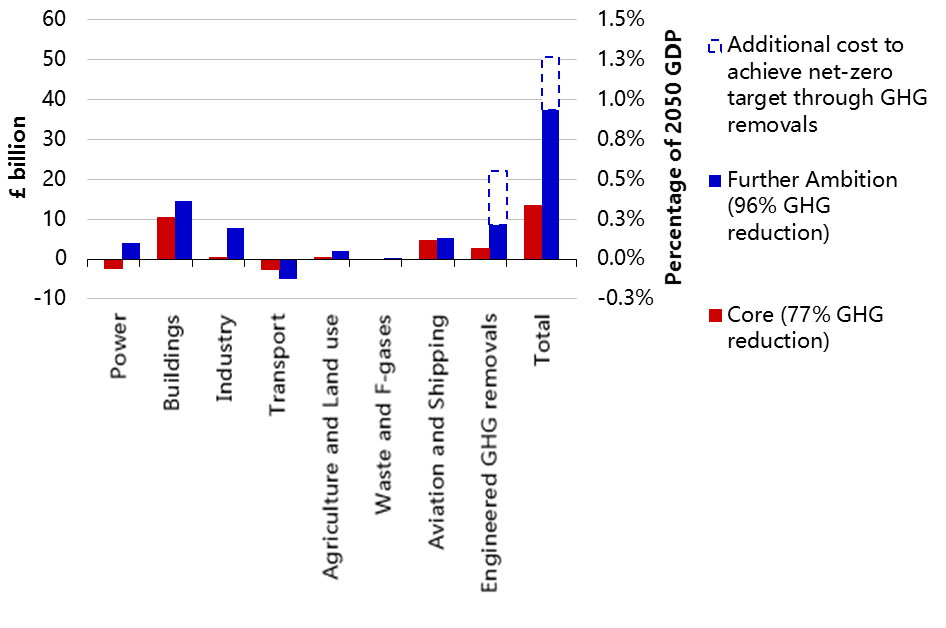 60
50
40
30
20
10
0
-10
£ billion
1.5%
1.3%
1.0%
0.8%
0.5%
0.3%
0.0%
-0.3%
Percentage of 2050 GDP
Power
Buildings
Industry
Transport
Agriculture and Land use
Waste and F-gases
Aviation and Shipping
Engineered GHG removals
Total
Additional cost to
achieve net-zero
target through GHG
removals
Further Ambition
(96% GHG
reduction)
Core (77% GHG
reduction)